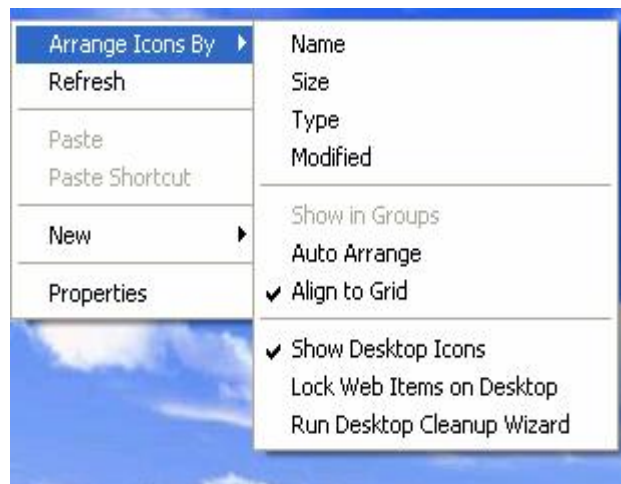 Arrange Icons By
Refresh
Paste
Paste Shortcut
New
Properties
Name
Size
Type
Modified
Show in Groups
Auto Arrange
Align to Grid
Show Desktop Icons
Lock Web Items on Desktop
Run Desktop Cleanup Wizard